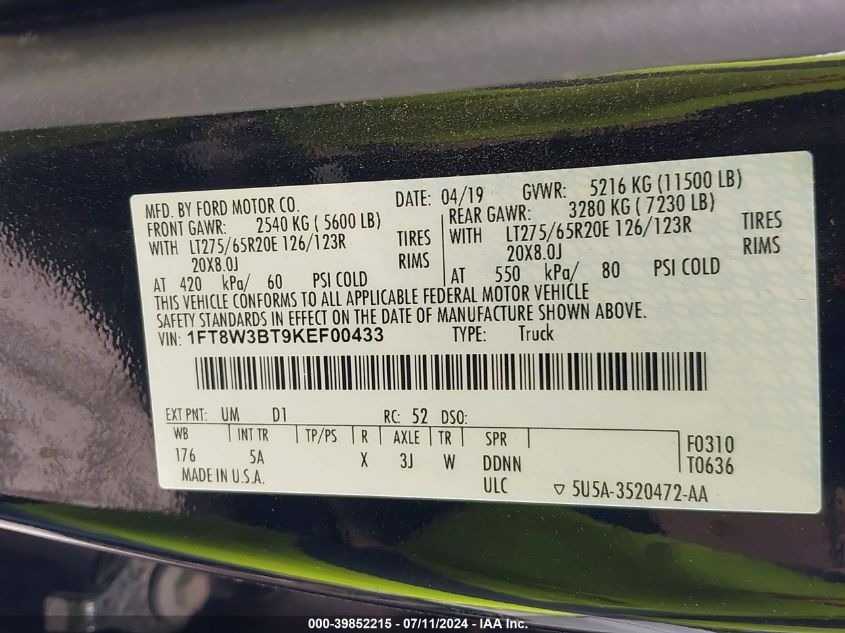 MFD. BY FORD MOTOR CO. DATE: 04/19 GVWR: 5216 KG (11500 LB)
FRONT GAWR: 2540 KG ( 5600 LB) REAR GAWR: 3280 KG ( 7230 LB)
WITH LT275/65R20E 126/123R TIRES WITH LT275/65R20E 126/123R TIRES
20X8.0J RIMS 20X8.0J RIMS
AT 420 kPa/ 60 PSI COLD AT 550 kPa/ 80 PSI COLD
THIS VEHICLE CONFORMS TO ALL APPLICABLE FEDERAL MOTOR VEHICLE
SAFETY STANDARDS IN EFFECT ON THE DATE OF MANUFACTURE SHOWN ABOVE.
VIN: 1FT8W3BT9KEF00433 TYPE: Truck
EXT PNT: UM D1 RC: 52 DSO:
WB INT TR TP/PS R AXLE TR SPR F0310
176 5A X 3J W DDNN T0636
MADE IN U.S.A. ULC ▽ 5U5A-3520472-AA
000-39852215 - 07/11/2024 - IAA Inc.